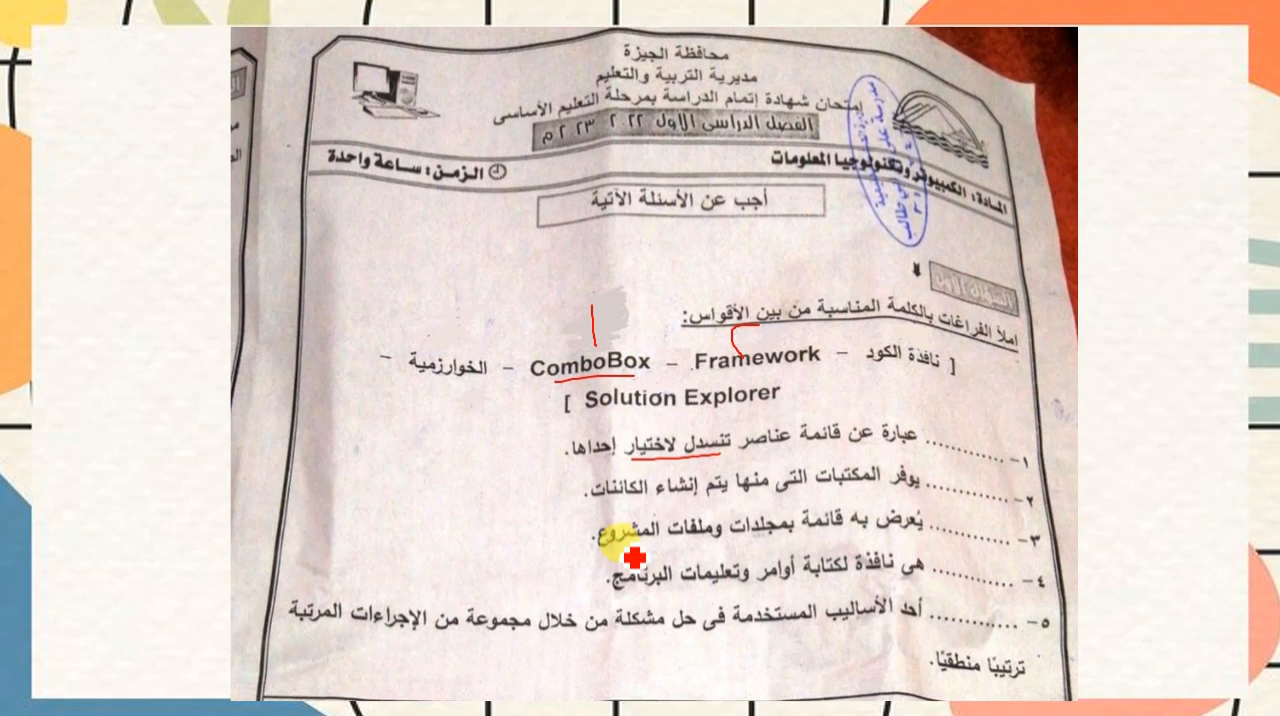 محافظة الجيزة
مديرية التربية والتعليم
إمتحان شهادة إتمام الدراسة بمرحلة التعليم الأساسى
الفصل الدراسى الاول ٢٠٢٢ / ٢٠٢٣م
المادة: الكمبيوتر وتكنولوجيا المعلومات
الزمن: ساعة واحدة
أجب عن الأسئلة الآتية
السؤال الأول
املأ الفراغات بالكلمة المناسبة من بين الأقواس:
[ نافذة الكود – Framework – ComboBox – الخوارزمية –
Solution Explorer ]
١- ............ عبارة عن قائمة عناصر تنسدل لاختيار إحداها.
٢- ............ يوفر المكتبات التى منها يتم إنشاء الكائنات.
٣- ............ يُعرض به قائمة بمجلدات وملفات المشروع.
٤- ............ هى نافذة لكتابة أوامر وتعليمات البرنامج.
٥- ............ أحد الأساليب المستخدمة فى حل مشكلة من خلال مجموعة من الإجراءات المرتبة
ترتيبًا منطقيًا.